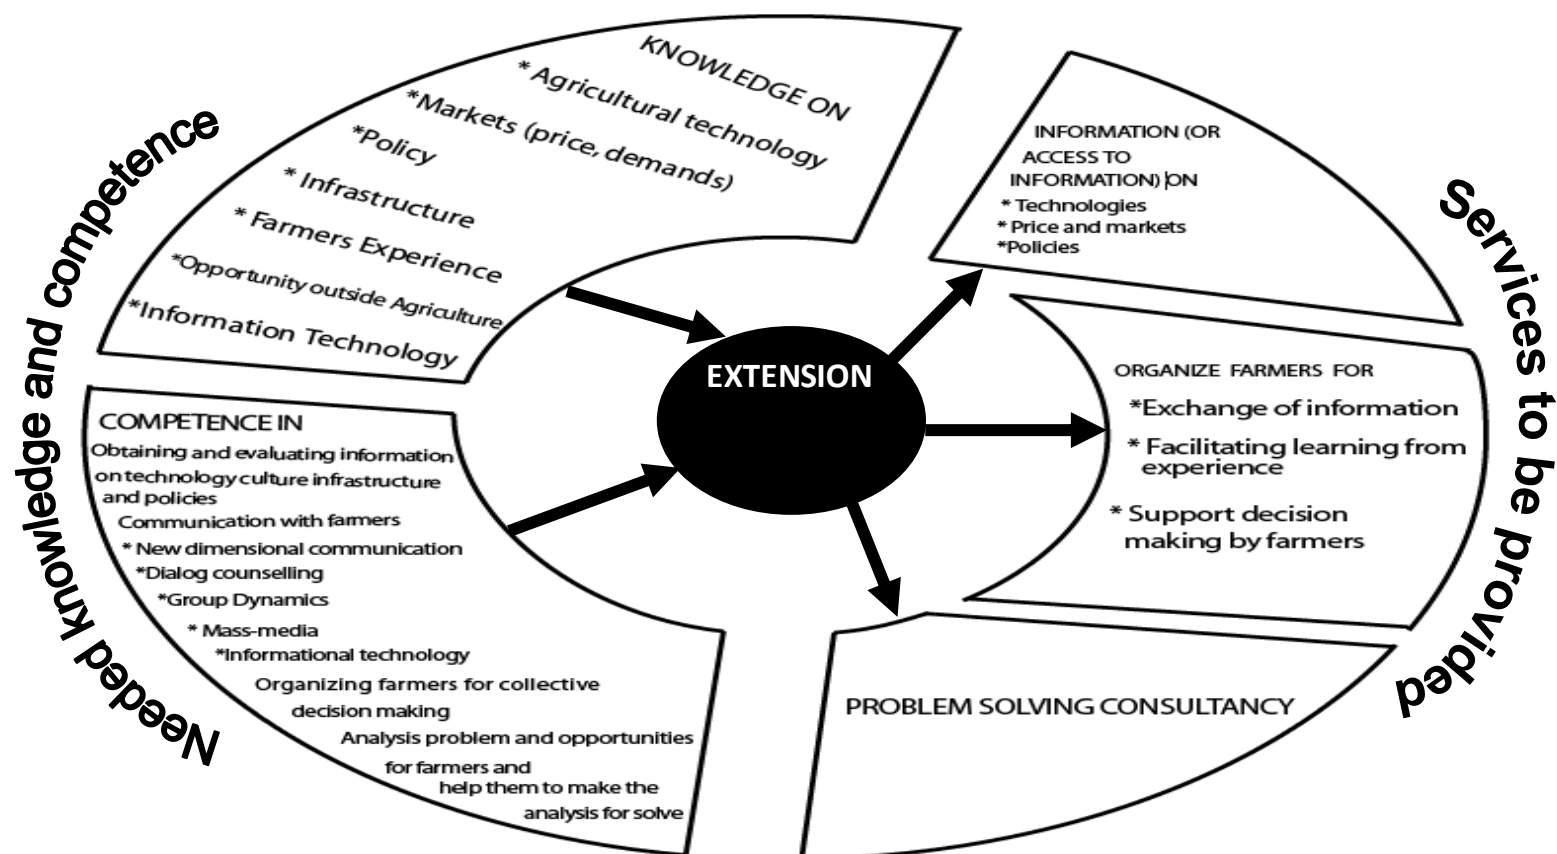 Needed knowledge and competence
KNOWLEDGE ON
* Agricultural technology
*Markets (price, demands)
*Policy
* Infrastructure
* Farmers Experience
*Opportunity outside Agriculture
*Information Technology
COMPETENCE IN
Obtaining and evaluating information
on technology culture infrastructure
and policies
Communication with farmers
* New dimensional communication
*Dialog counselling
*Group Dynamics
* Mass-media
*Informational technology
Organizing farmers for collective
decision making
Analysis problem and opportunities
for farmers and
help them to make the
analysis for solve
EXTENSION
INFORMATION (OR
ACCESS TO
INFORMATION) ON
* Technologies
* Price and markets
*Policies
ORGANIZE FARMERS FOR
*Exchange of information
* Facilitating learning from
experience
* Support decision
making by farmers
PROBLEM SOLVING CONSULTANCY
Services to be provided